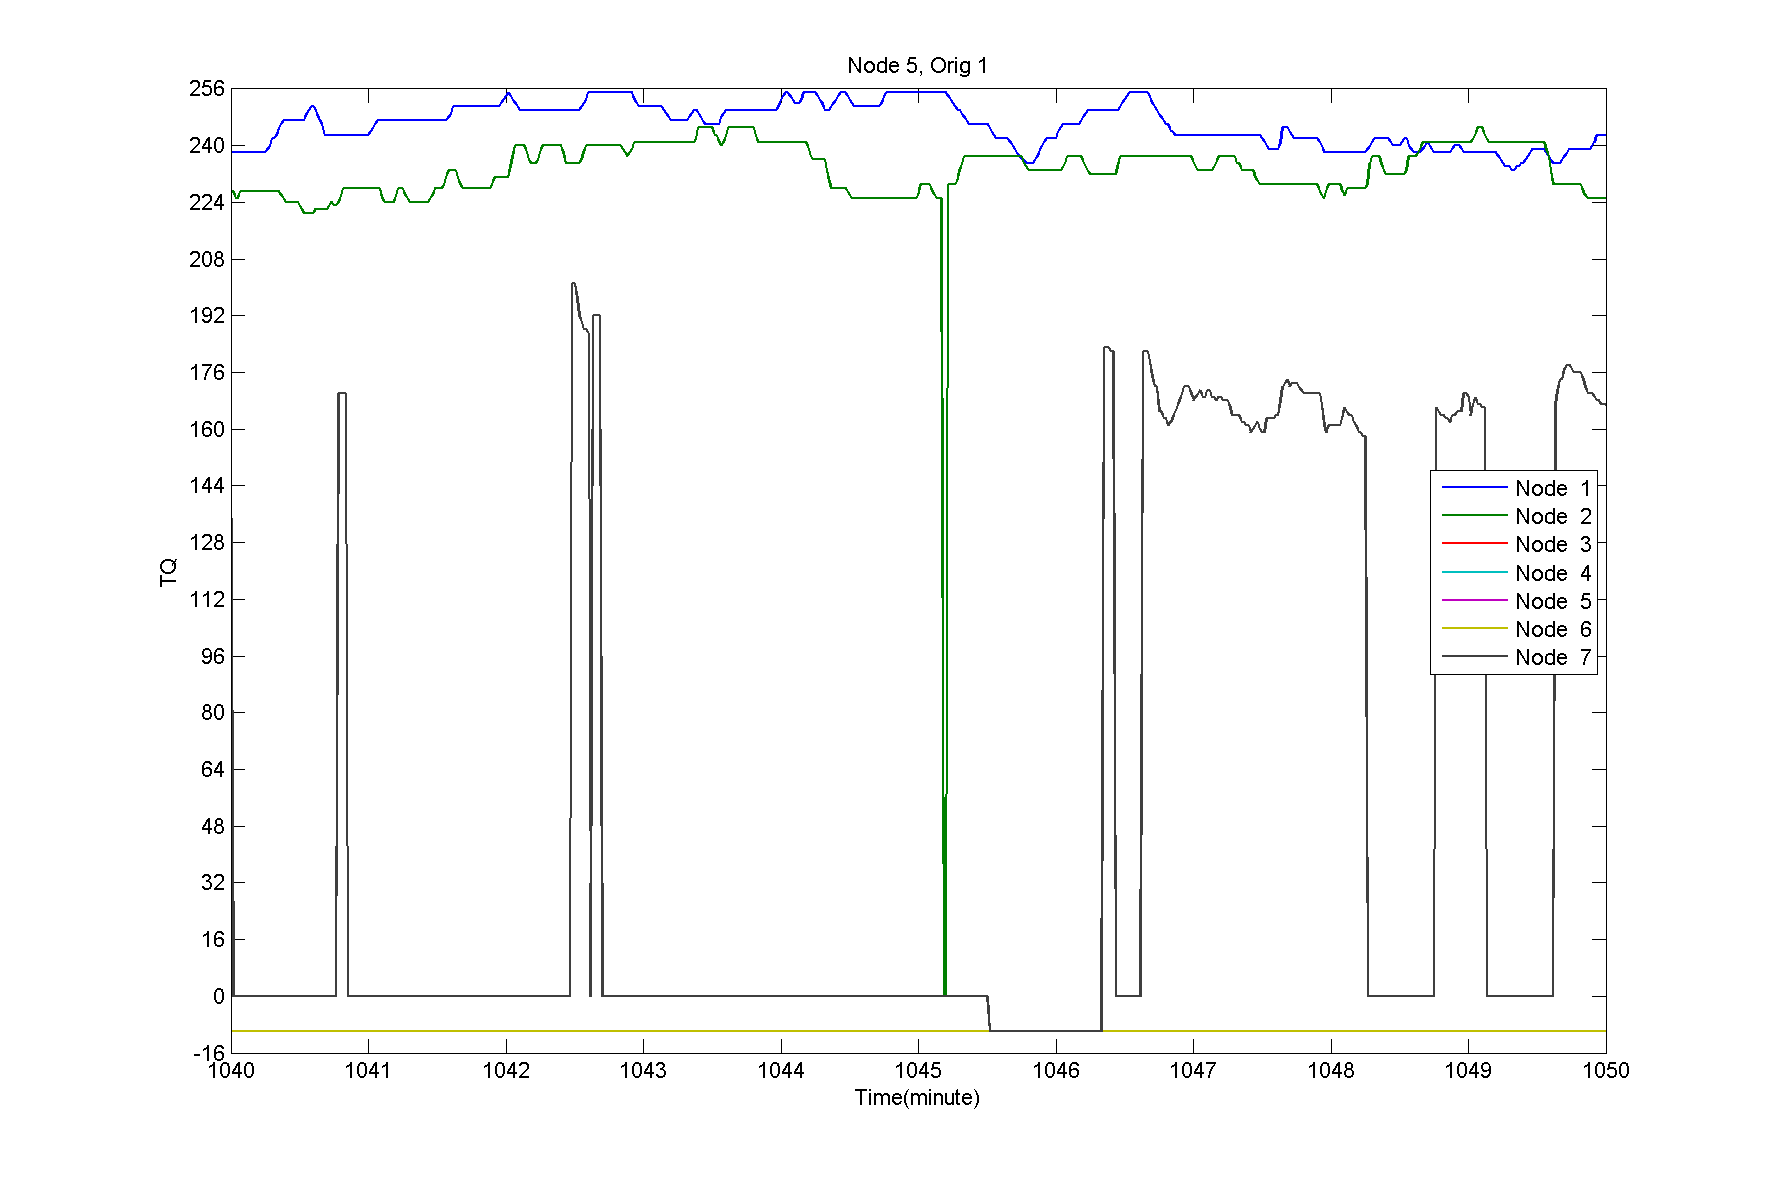 Node 5, Orig 1
256
240
224
208
192
176
160
144
128
112
96
80
64
48
32
16
0
-16
TQ
Node 1
Node 2
Node 3
Node 4
Node 5
Node 6
Node 7
1040 1041 1042 1043 1044 1045 1046 1047 1048 1049 1050
Time(minute)